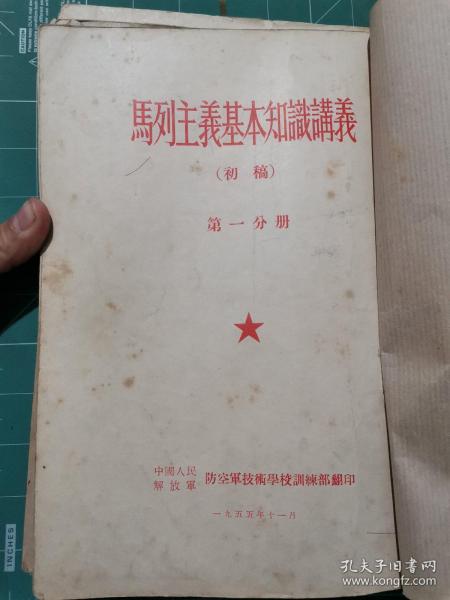 馬列主義基本知識講義
（初稿）
第一分册
中國人民
解放軍
防空軍技術學校訓練部翻印
一九五五年十一月
INCHES
CAUTION
孔夫子旧书网
www.kongfz.com